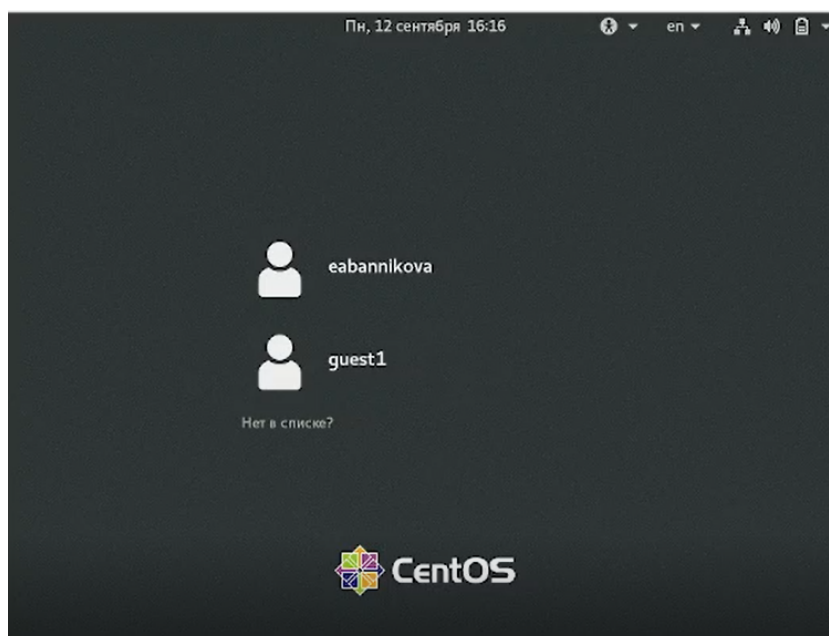 Пн, 12 сентября 16:16 en
eabannikova
guest1
Нет в списке?
CentOS